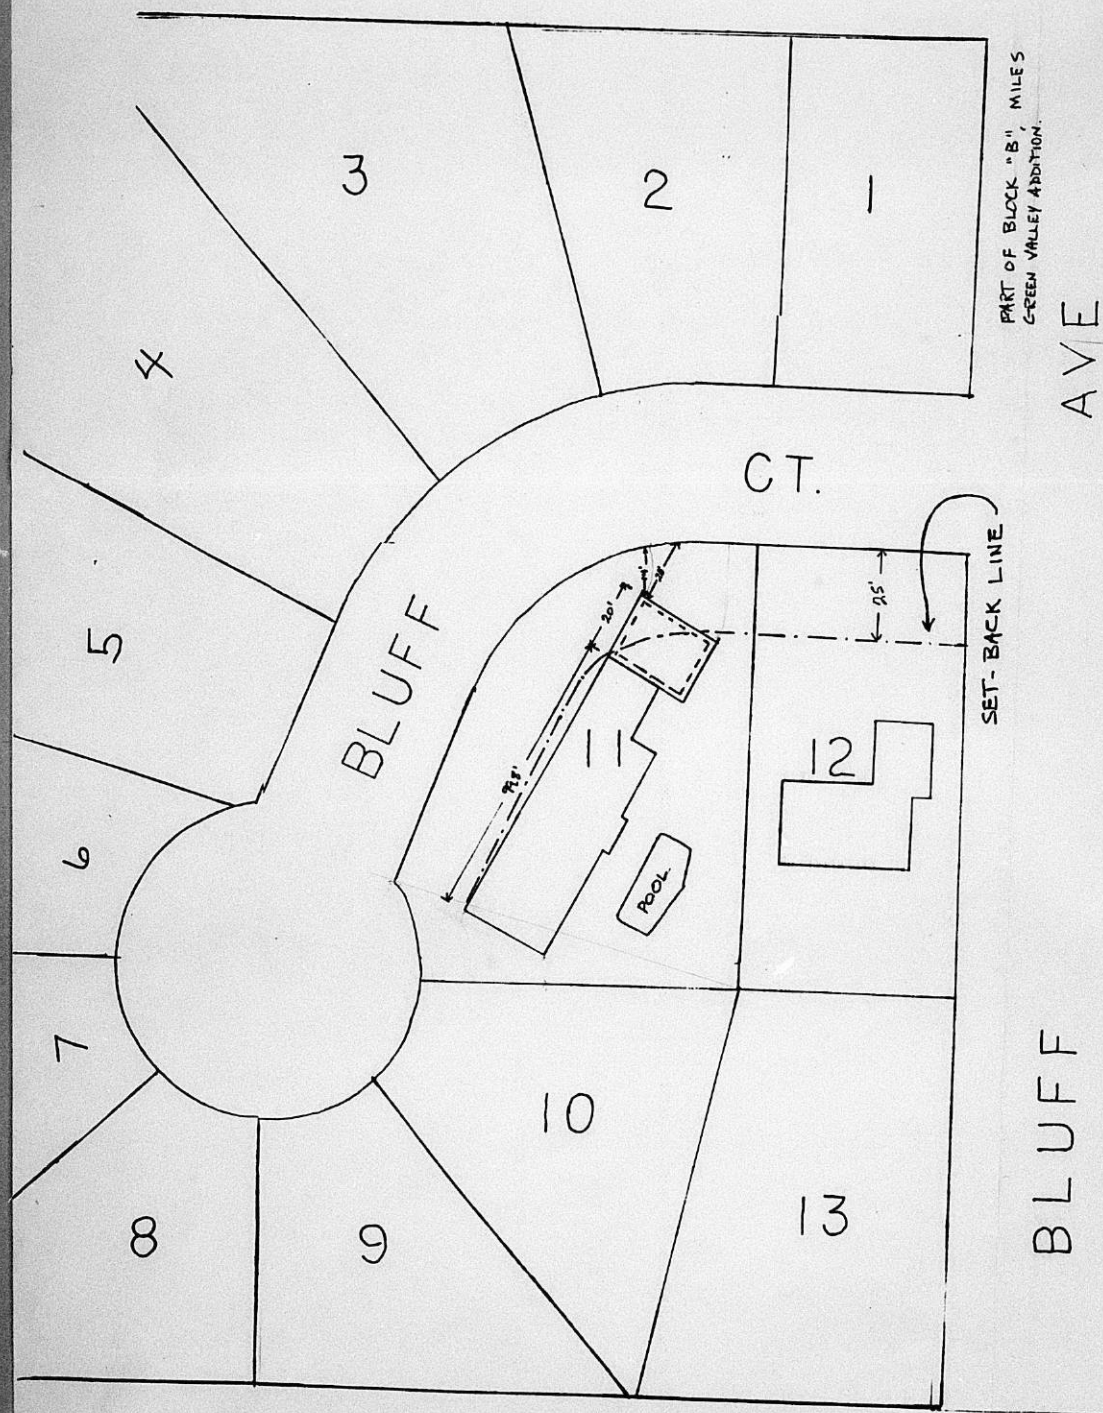 3
2
1
PART OF BLOCK "B", MILES
GREEN VALLEY ADDITION.
4
AVE
CT.
5
BLUFF
SET-BACK LINE
25'
20'
11
12
6
POOL
7
10
8
9
13
BLUFF